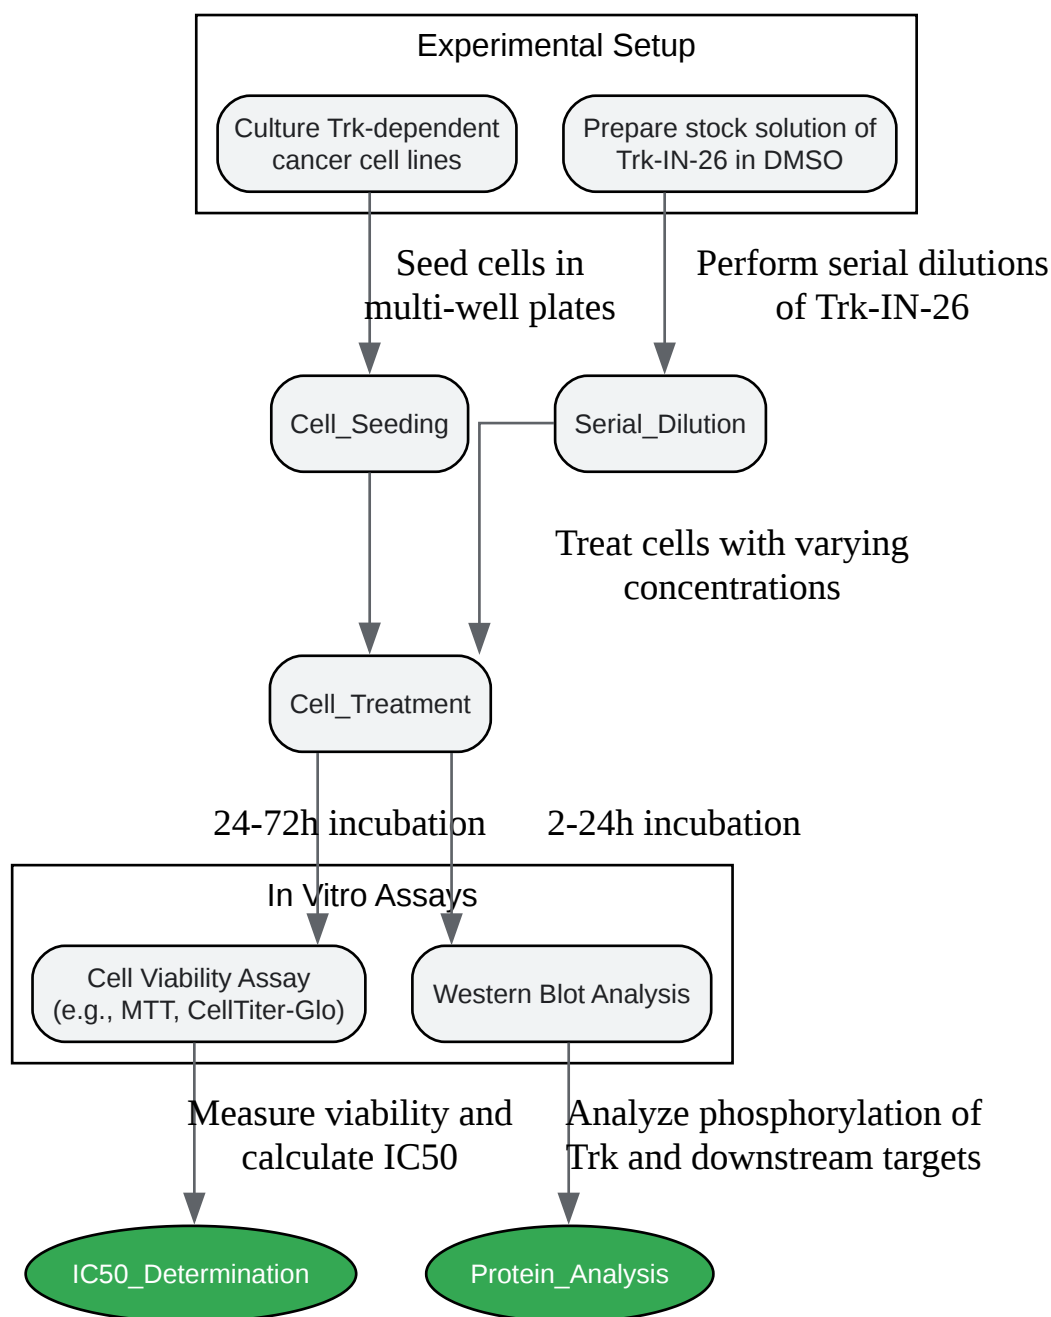 Experimental Setup
Culture Trk-dependent
cancer cell lines
Prepare stock solution of
Trk-IN-26 in DMSO
Seed cells in
multi-well plates
Perform serial dilutions
of Trk-IN-26
Cell_Seeding
Serial_Dilution
Treat cells with varying
concentrations
Cell_Treatment
24-72h incubation
2-24h incubation
In Vitro Assays
Cell Viability Assay
(e.g., MTT, CellTiter-Glo)
Western Blot Analysis
Measure viability and
calculate IC50
Analyze phosphorylation of
Trk and downstream targets
IC50_Determination
Protein_Analysis